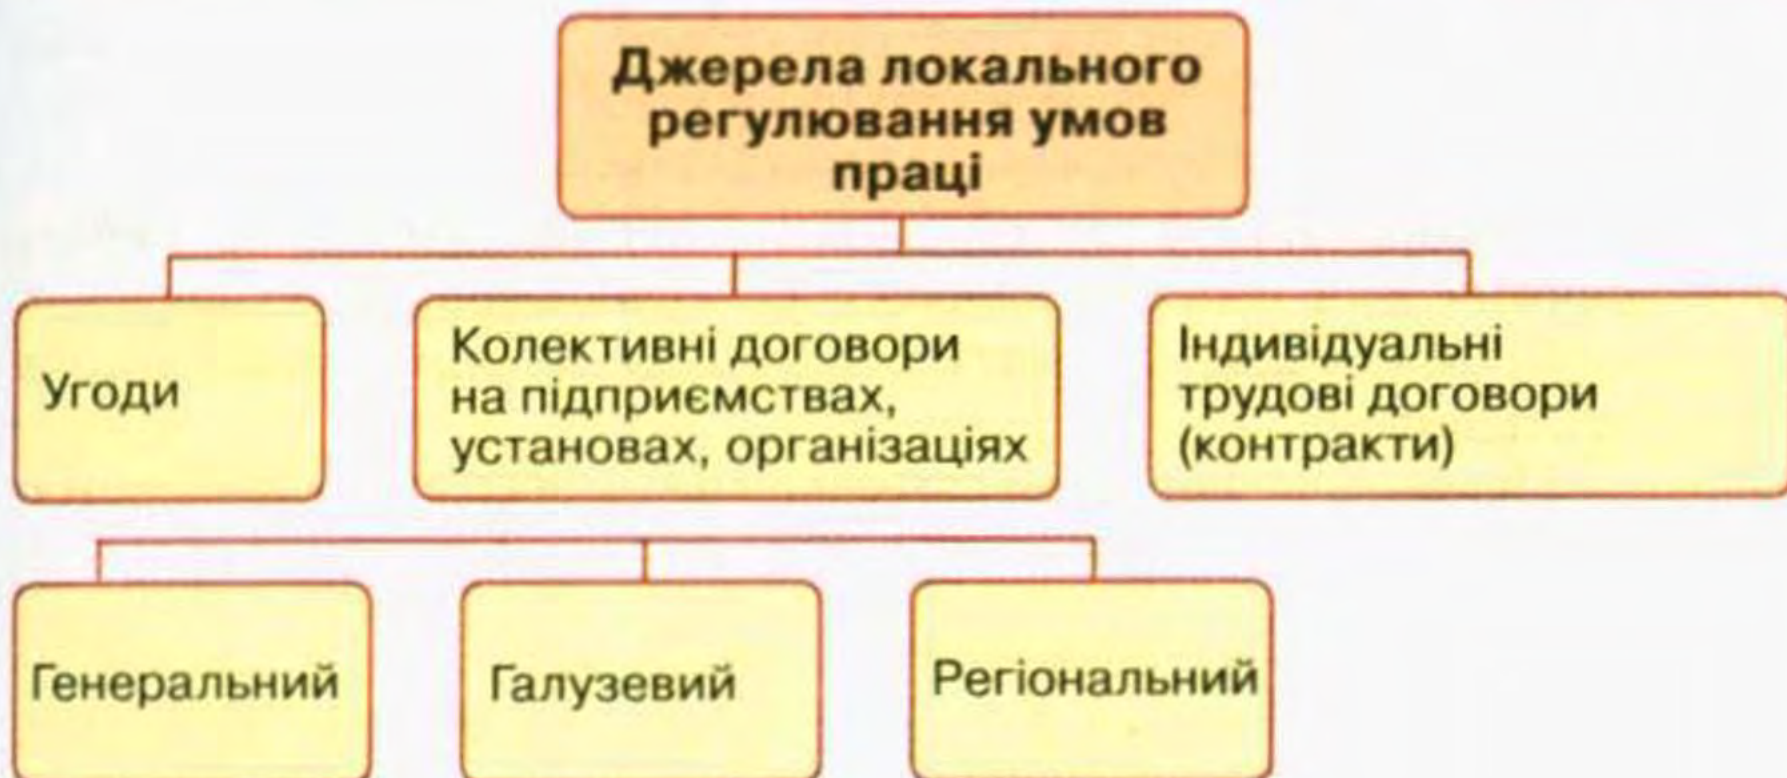 Джерела локального
регулювання умов
праці
Угоди
Колективні договори
на підприємствах,
установах, організаціях
Індивідуальні
трудові договори
(контракти)
Генеральний
Галузевий
Регіональний